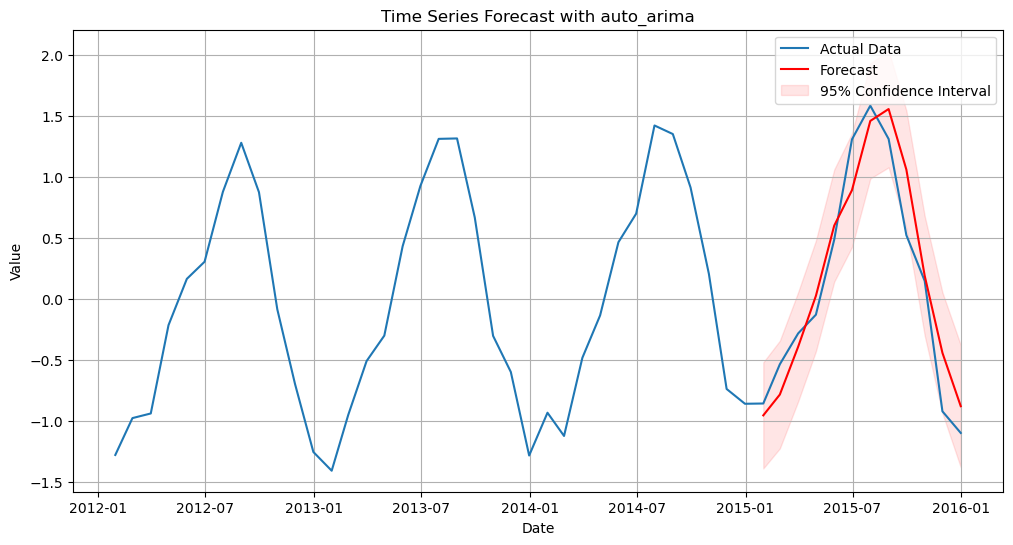 Time Series Forecast with auto_arima
Actual Data
Forecast
95% Confidence Interval
Value
2.0
1.5
1.0
0.5
0.0
−0.5
−1.0
−1.5
2012-01 2012-07 2013-01 2013-07 2014-01 2014-07 2015-01 2015-07 2016-01
Date